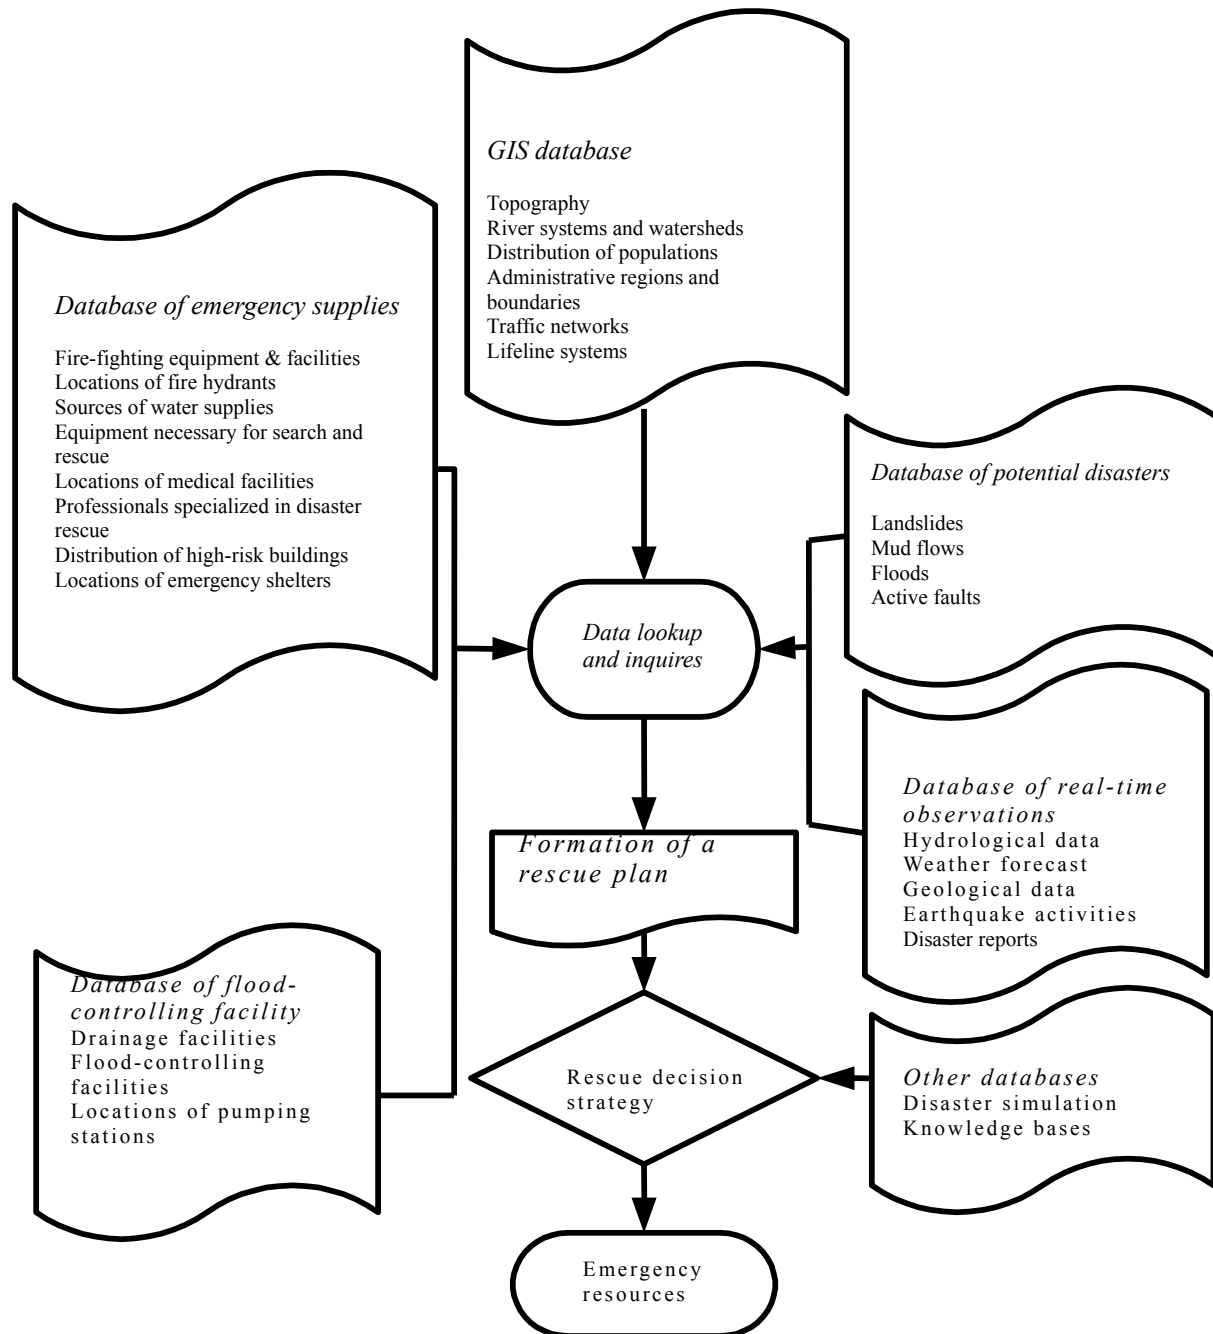 GIS database
Topography
River systems and watersheds
Distribution of populations
Administrative regions and
boundaries
Traffic networks
Lifeline systems
Database of emergency supplies
Fire-fighting equipment & facilities
Locations of fire hydrants
Sources of water supplies
Equipment necessary for search and
rescue
Locations of medical facilities
Professionals specialized in disaster
rescue
Distribution of high-risk buildings
Locations of emergency shelters
Database of potential disasters
Landslides
Mud flows
Floods
Active faults
Data lookup
and inquires
Database of real-time
observations
Hydrological data
Weather forecast
Geological data
Earthquake activities
Disaster reports
Formation of a
rescue plan
Database of flood-
controlling facility
Drainage facilities
Flood-controlling
facilities
Locations of pumping
stations
Rescue decision
strategy
Other databases
Disaster simulation
Knowledge bases
Emergency
resources